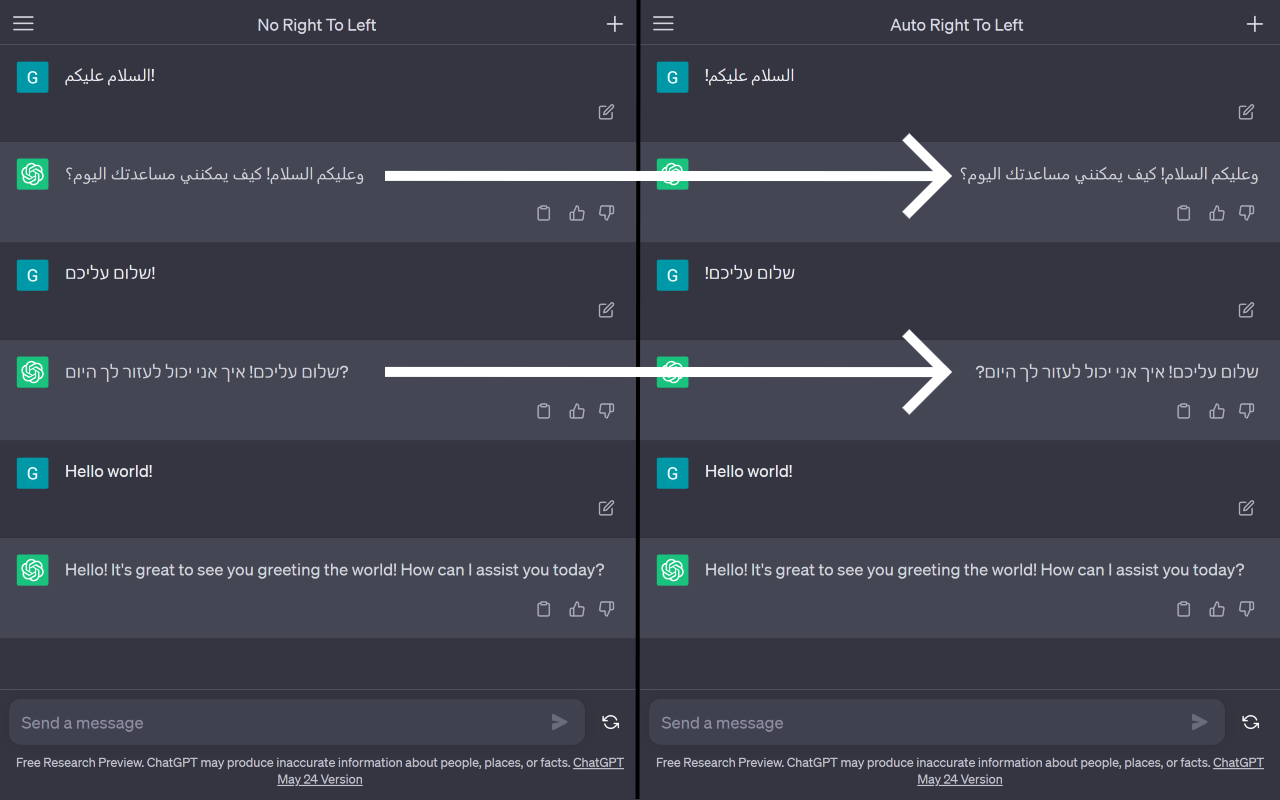 No Right To Left
G
السلام عليكم!
وعليكم السلام! كيف يمكنني مساعدتك اليوم؟
G
שלום עליכם!
שלום עליכם! איך אני יכול לעזור לך היום?
G
Hello world!
Hello! It's great to see you greeting the world! How can I assist you today?
Send a message
Free Research Preview. ChatGPT may produce inaccurate information about people, places, or facts. ChatGPT
May 24 Version
Auto Right To Left
G
السلام عليكم!
وعليكم السلام! كيف يمكنني مساعدتك اليوم؟
G
שלום עליכם!
שלום עליכם! איך אני יכול לעזור לך היום?
G
Hello world!
Hello! It's great to see you greeting the world! How can I assist you today?
Send a message
Free Research Preview. ChatGPT may produce inaccurate information about people, places, or facts. ChatGPT
May 24 Version